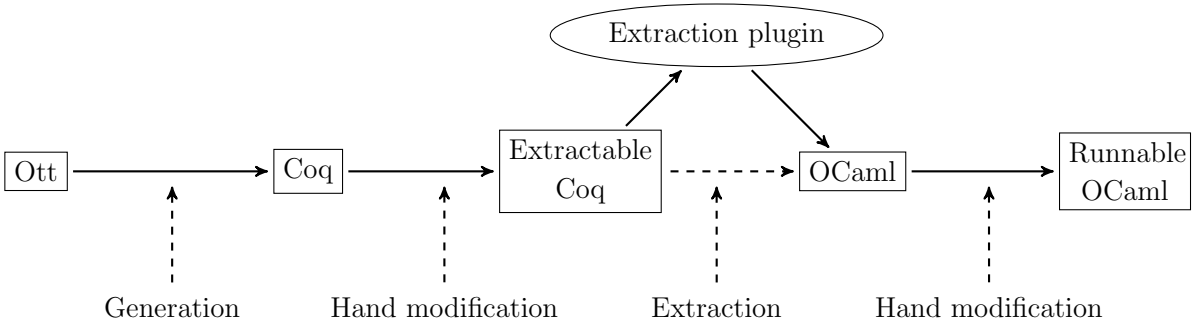 Extraction plugin
Ott
Coq
Extractable
Coq
OCaml
Runnable
OCaml
Generation
Hand modification
Extraction
Hand modification